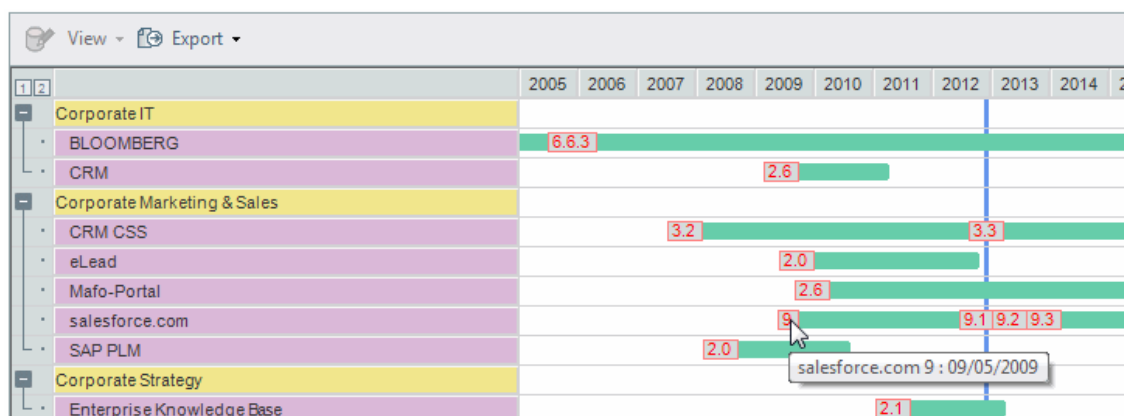 View Export
1 2 2005 2006 2007 2008 2009 2010 2011 2012 2013 2014 2
Corporate IT
BLOOMBERG 6.6.3
CRM 2.6
Corporate Marketing & Sales
CRM CSS 3.2 3.3
eLead 2.0
Mafo-Portal 2.6
salesforce.com 9 9.1 9.2 9.3
SAP PLM 2.0
salesforce.com 9 : 09/05/2009
Corporate Strategy
Enterprise Knowledge Base 2.1